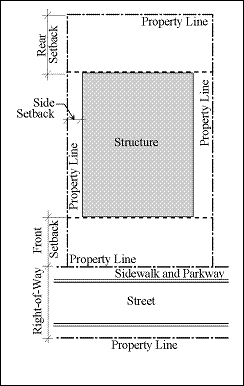 Property Line
Rear
Setback
Side
Setback
Property Line
Structure
Property Line
Front
Setback
Property Line
Right-of-Way
Sidewalk and Parkway
Street
Property Line